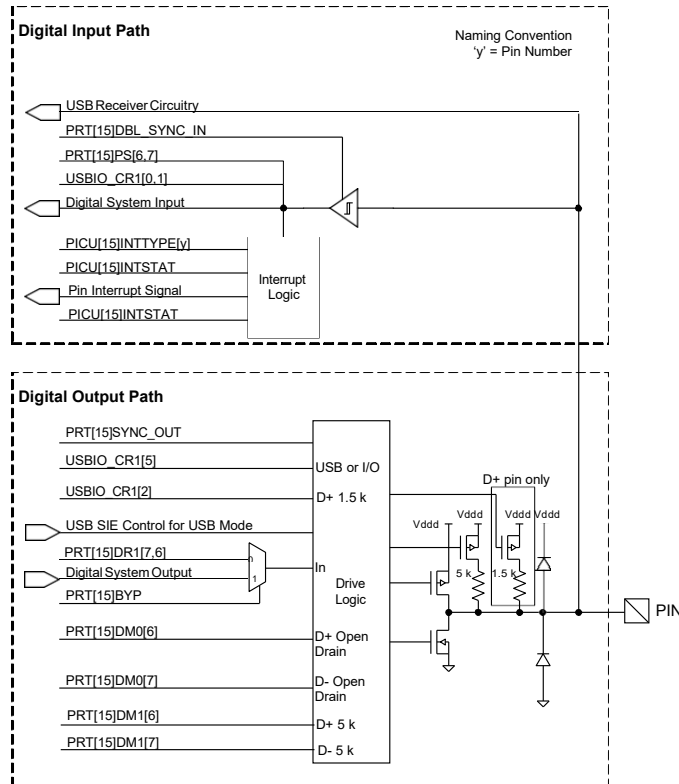 Digital Input Path
Naming Convention
'y' = Pin Number
USB Receiver Circuitry
PRT[15]DBL_SYNC_IN
PRT[15]PS[6,7]
USBIO_CR1[0,1]
Digital System Input
PICU[15]INTTYPE[y]
PICU[15]INTSTAT
Pin Interrupt Signal
PICU[15]INTSTAT
Interrupt
Logic
Digital Output Path
PRT[15]SYNC_OUT
USBIO_CR1[5]
USB or I/O
D+ pin only
USBIO_CR1[2]
D+ 1.5 k
Vddd
Vddd
Vddd
Vddd
USB SIE Control for USB Mode
PRT[15]DR1[7,6]
0
In
5 k
1.5 k
Digital System Output
1
Drive
Logic
PRT[15]BYP
PIN
PRT[15]DM0[6]
D+ Open
Drain
PRT[15]DM0[7]
D- Open
Drain
PRT[15]DM1[6]
D+ 5 k
PRT[15]DM1[7]
D- 5 k